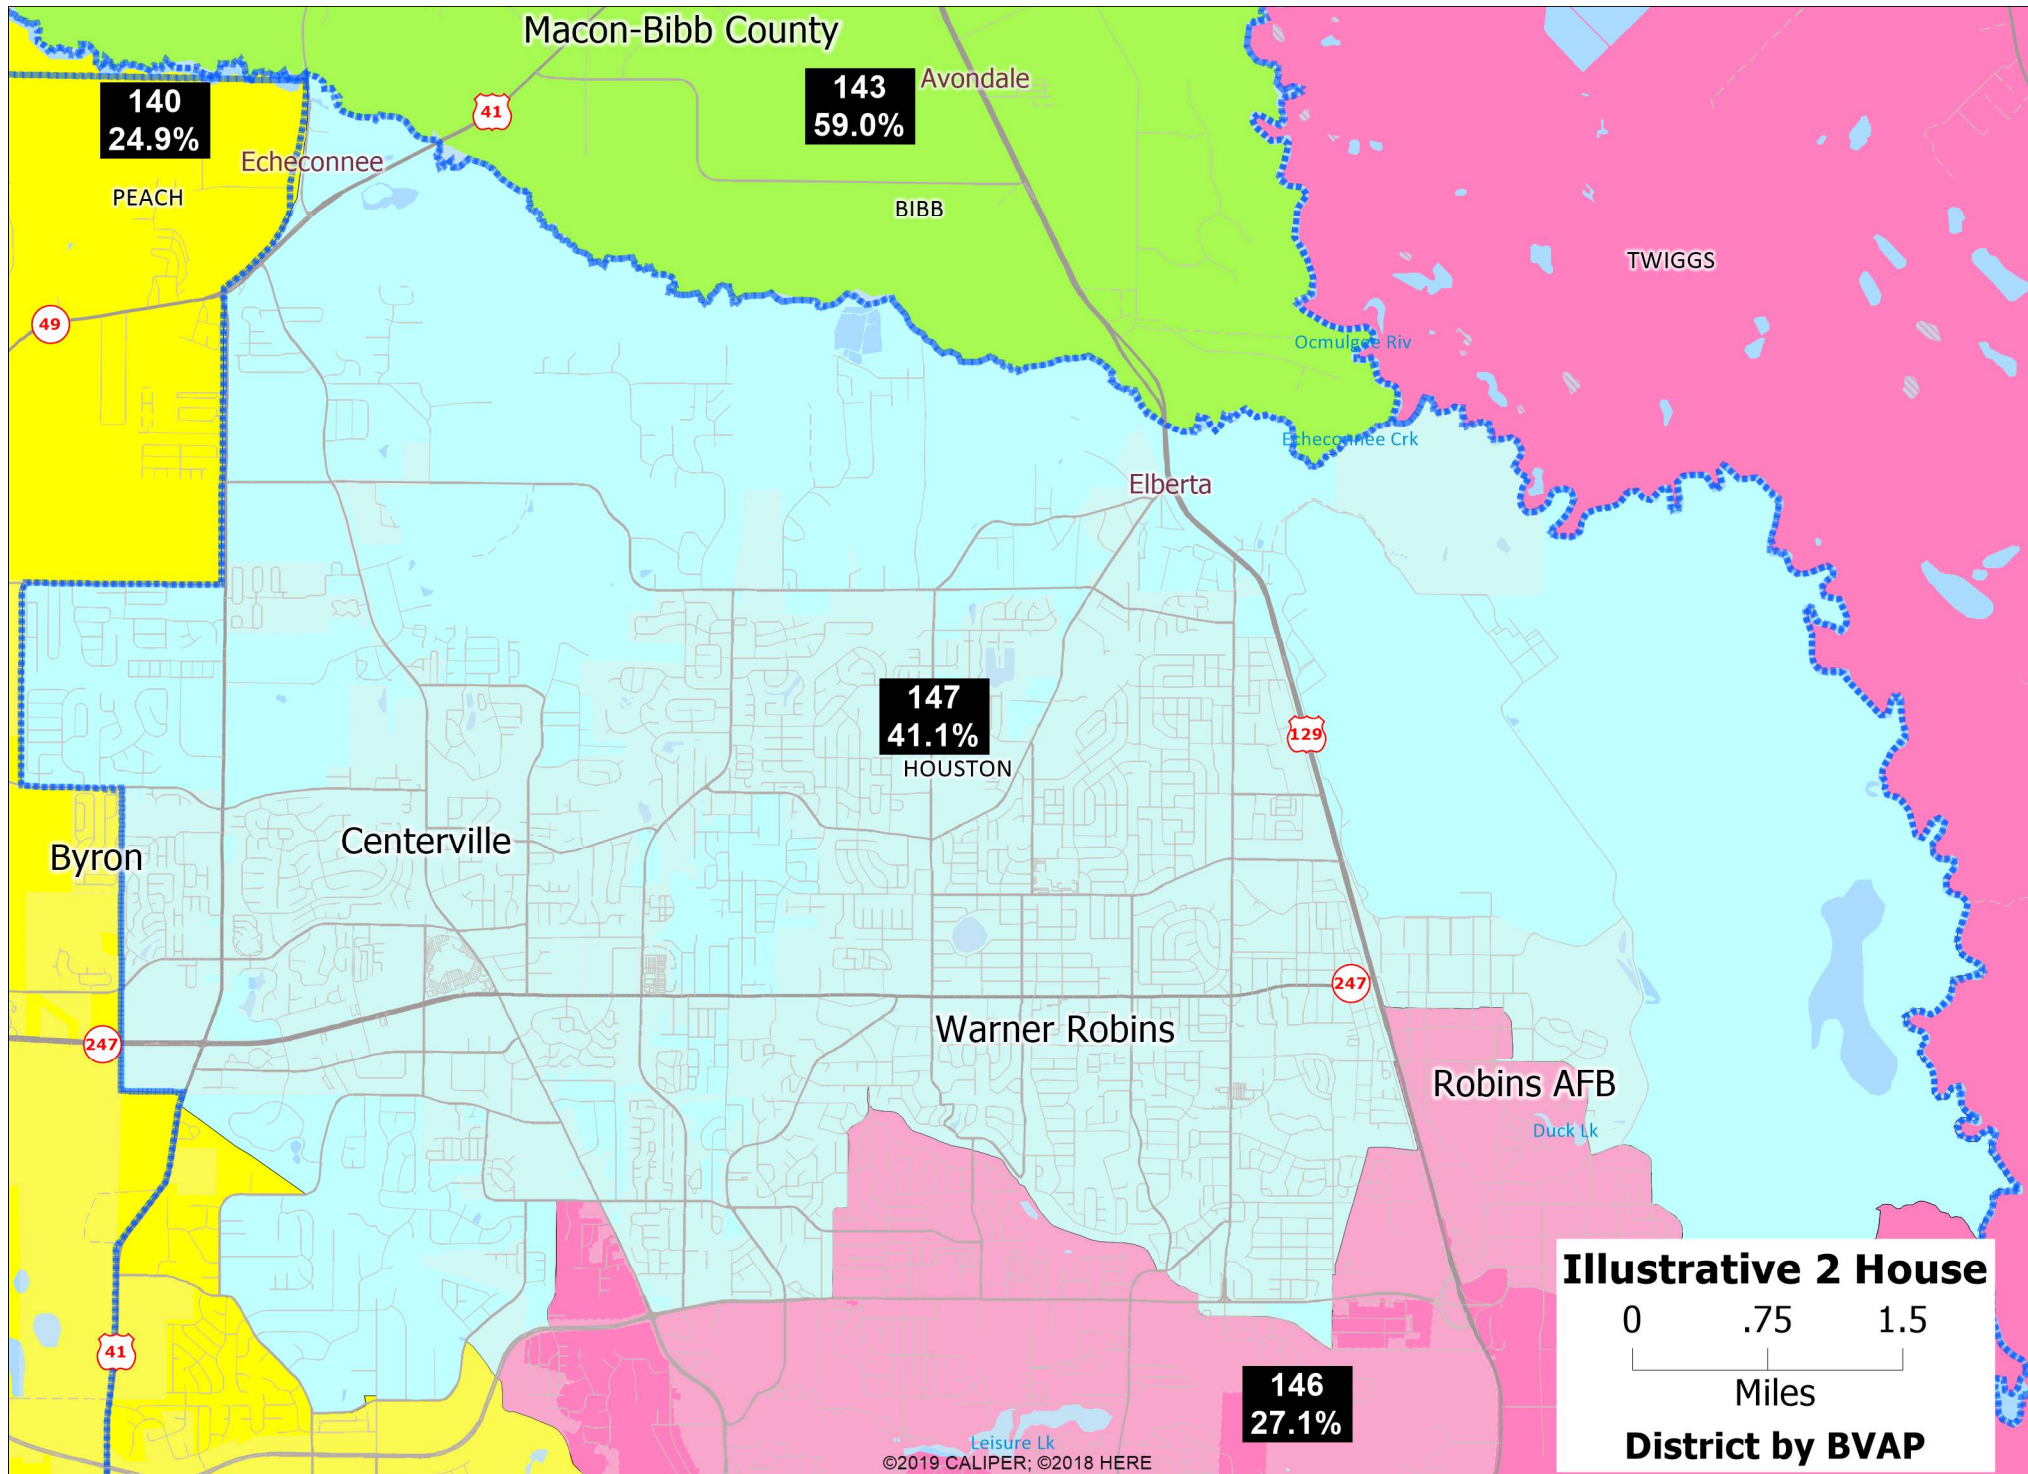 Macon-Bibb County
143
59.0%
Avondale
140
24.9%
41
Echeconnee
PEACH
BIBB
TWIGGS
49
Ocmulgee Riv
Echeconnee Crk
Elberta
147
41.1%
HOUSTON
129
Centerville
Byron
247
Warner Robins
247
Robins AFB
Duck Lk
41
146
27.1%
Leisure Lk
©2019 CALIPER; ©2018 HERE
Illustrative 2 House
0 .75 1.5
Miles
District by BVAP